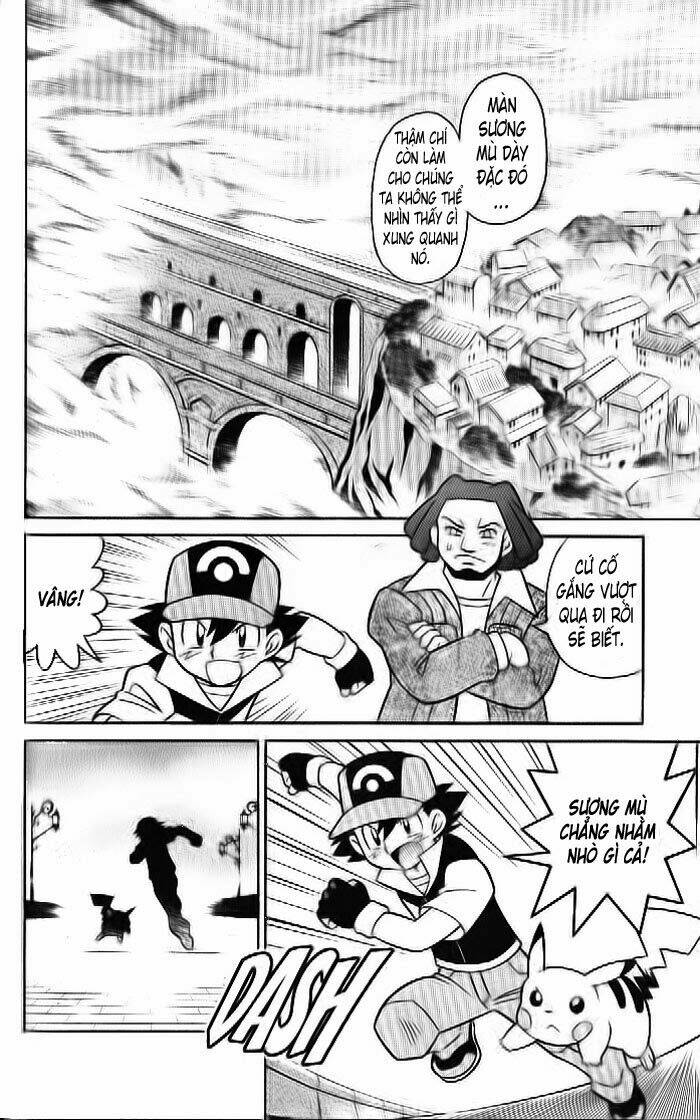 MÀN
SƯƠNG
MÙ DÀY
ĐẶC ĐÓ
...
THẬM CHÍ
CÒN LÀM
CHO CHÚNG
TA KHÔNG THỂ
NHÌN THẤY GÌ
XUNG QUANH
NÓ.
VÂNG!
CỨ CỐ
GẮNG VƯỢT
QUA ĐI RỒI
SẼ BIẾT.
SƯƠNG MÙ
CHẲNG NHẰM
NHÒ GÌ CẢ!
DASH